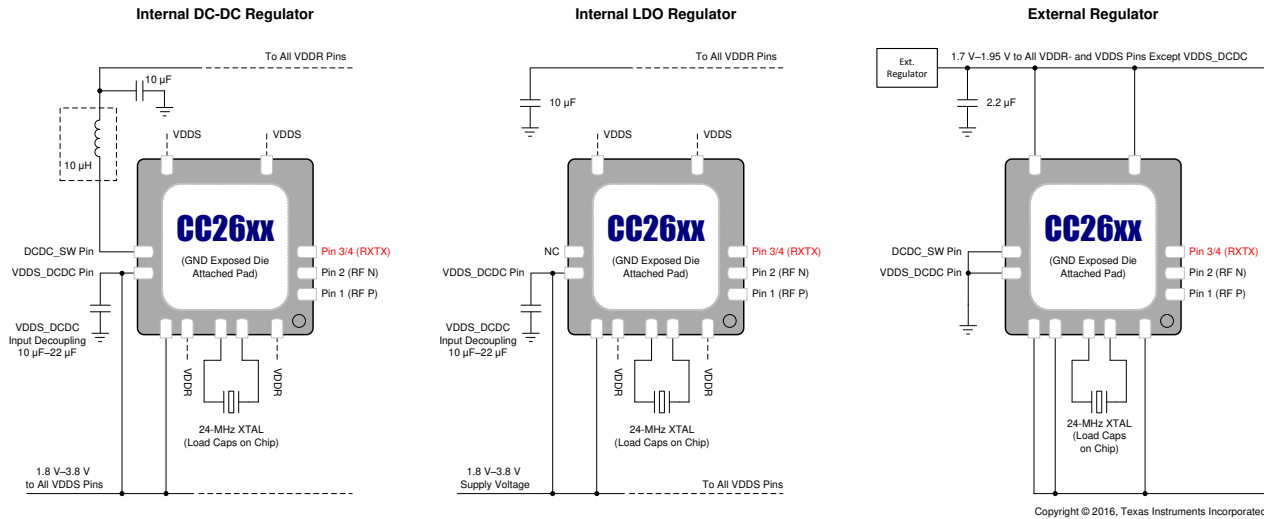 Internal DC-DC Regulator
To All VDDR Pins
10 µF
10 µH
VDDS
VDDS
CC26xx
(GND Exposed Die
Attached Pad)
DCDC_SW Pin
VDDS_DCDC Pin
Pin 3/4 (RXTX)
Pin 2 (RF N)
Pin 1 (RF P)
VDDS_DCDC
Input Decoupling
10 µF–22 µF
VDDR
VDDR
24-MHz XTAL
(Load Caps on Chip)
1.8 V–3.8 V
to All VDDS Pins
Internal LDO Regulator
To All VDDR Pins
10 µF
VDDS
VDDS
CC26xx
(GND Exposed Die
Attached Pad)
NC
VDDS_DCDC Pin
Pin 3/4 (RXTX)
Pin 2 (RF N)
Pin 1 (RF P)
VDDS_DCDC
Input Decoupling
10 µF–22 µF
VDDR
VDDR
24-MHz XTAL
(Load Caps on Chip)
1.8 V–3.8 V
Supply Voltage
To All VDDS Pins
External Regulator
Ext.
Regulator
1.7 V–1.95 V to All VDDR- and VDDS Pins Except VDDS_DCDC
2.2 µF
CC26xx
(GND Exposed Die
Attached Pad)
DCDC_SW Pin
VDDS_DCDC Pin
Pin 3/4 (RXTX)
Pin 2 (RF N)
Pin 1 (RF P)
24-MHz XTAL
(Load Caps
on Chip)
Copyright © 2016, Texas Instruments Incorporated